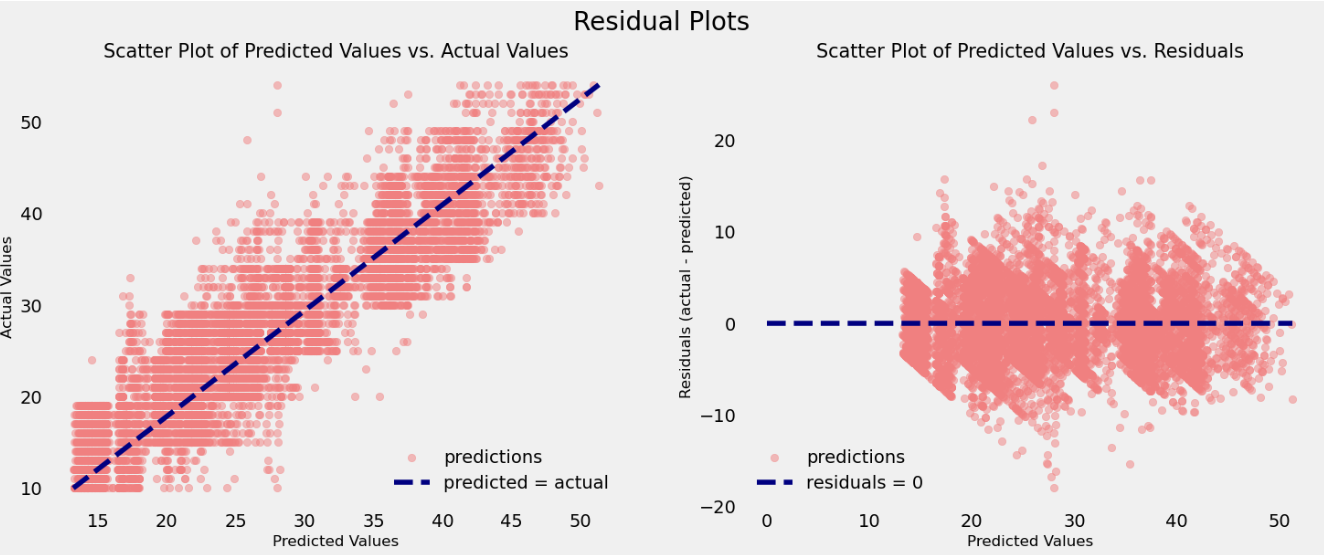 Residual Plots
Scatter Plot of Predicted Values vs. Actual Values
Actual Values
50
40
30
20
10
15 20 25 30 35 40 45 50
Predicted Values
predictions
predicted = actual
Scatter Plot of Predicted Values vs. Residuals
Residuals (actual - predicted)
20
10
0
−10
−20
0 10 20 30 40 50
Predicted Values
predictions
residuals = 0